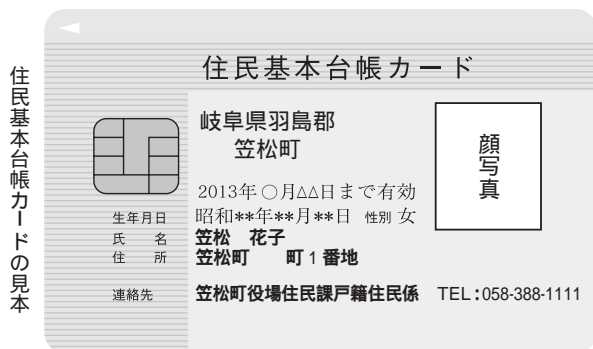 住民基本台帳カードの見本
住民基本台帳カード
岐阜県羽島郡
笠松町
顔写真
2013年○月△△日まで有効
生年月日 昭和**年**月**日 性別 女
氏 名 笠松 花子
住 所 笠松町 町1番地
連絡先 笠松町役場住民課戸籍住民係 TEL:058-388-1111